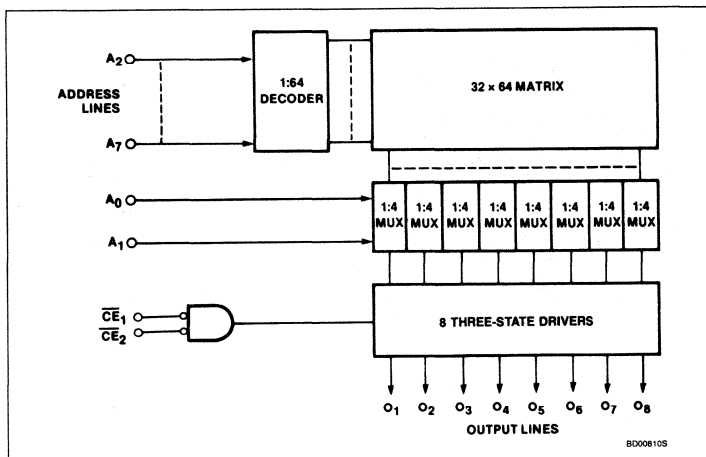 A2
ADDRESS
LINES
A7
1:64
DECODER
32 × 64 MATRIX
A0
A1
1:4 MUX 1:4 MUX 1:4 MUX 1:4 MUX 1:4 MUX 1:4 MUX 1:4 MUX 1:4 MUX
CE1
CE2
8 THREE-STATE DRIVERS
O1 O2 O3 O4 O5 O6 O7 O8
OUTPUT LINES
BD00810S